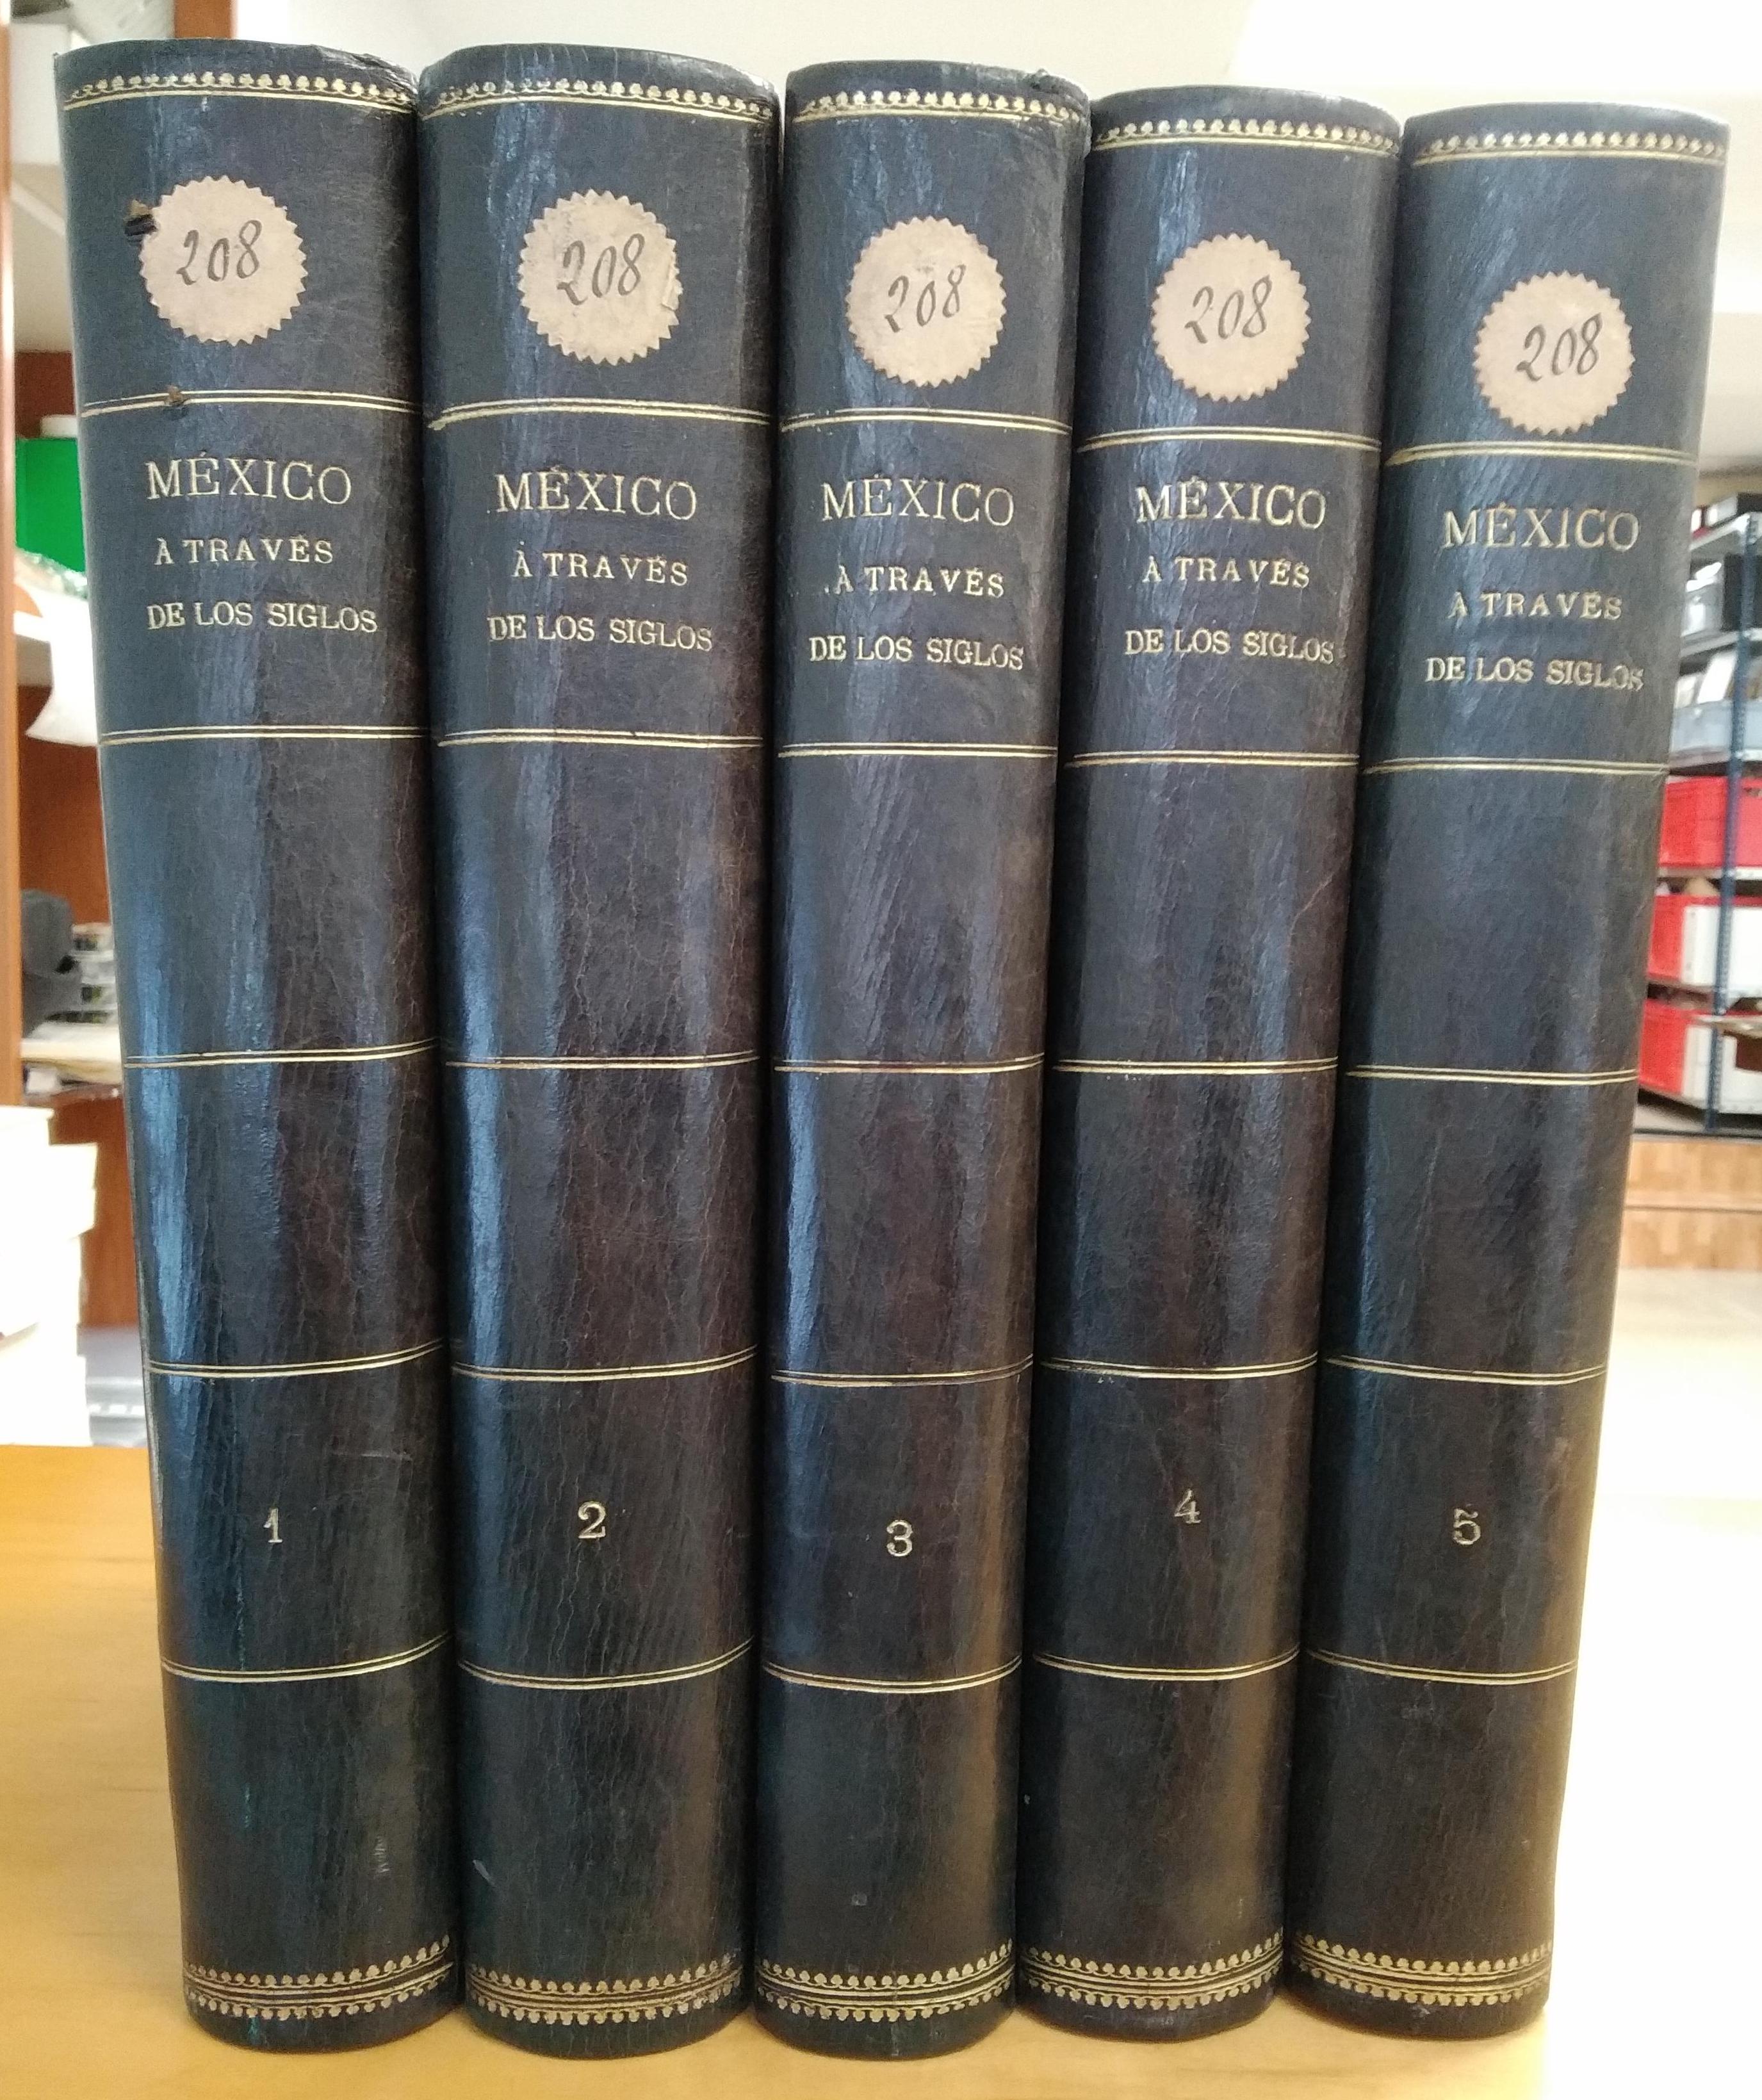 208
MÉXICO
À TRAVÉS
DE LOS SIGLOS
1
208
MÉXICO
À TRAVÉS
DE LOS SIGLOS
2
208
MÉXICO
À TRAVÉS
DE LOS SIGLOS
3
208
MÉXICO
À TRAVÉS
DE LOS SIGLOS
4
208
MÉXICO
À TRAVÉS
DE LOS SIGLOS
5